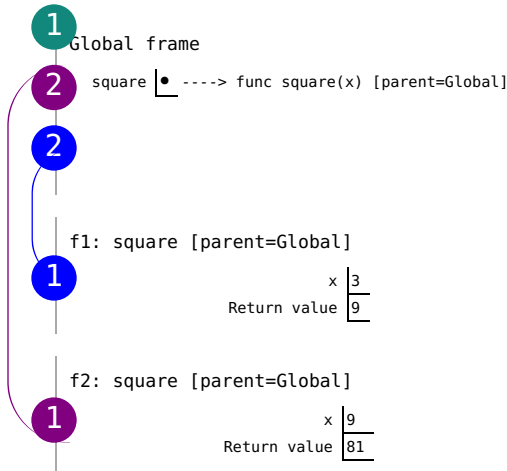 1
Global frame
2
square ----> func square(x) [parent=Global]
2
f1: square [parent=Global]
1
x 3
Return value 9
f2: square [parent=Global]
1
x 9
Return value 81